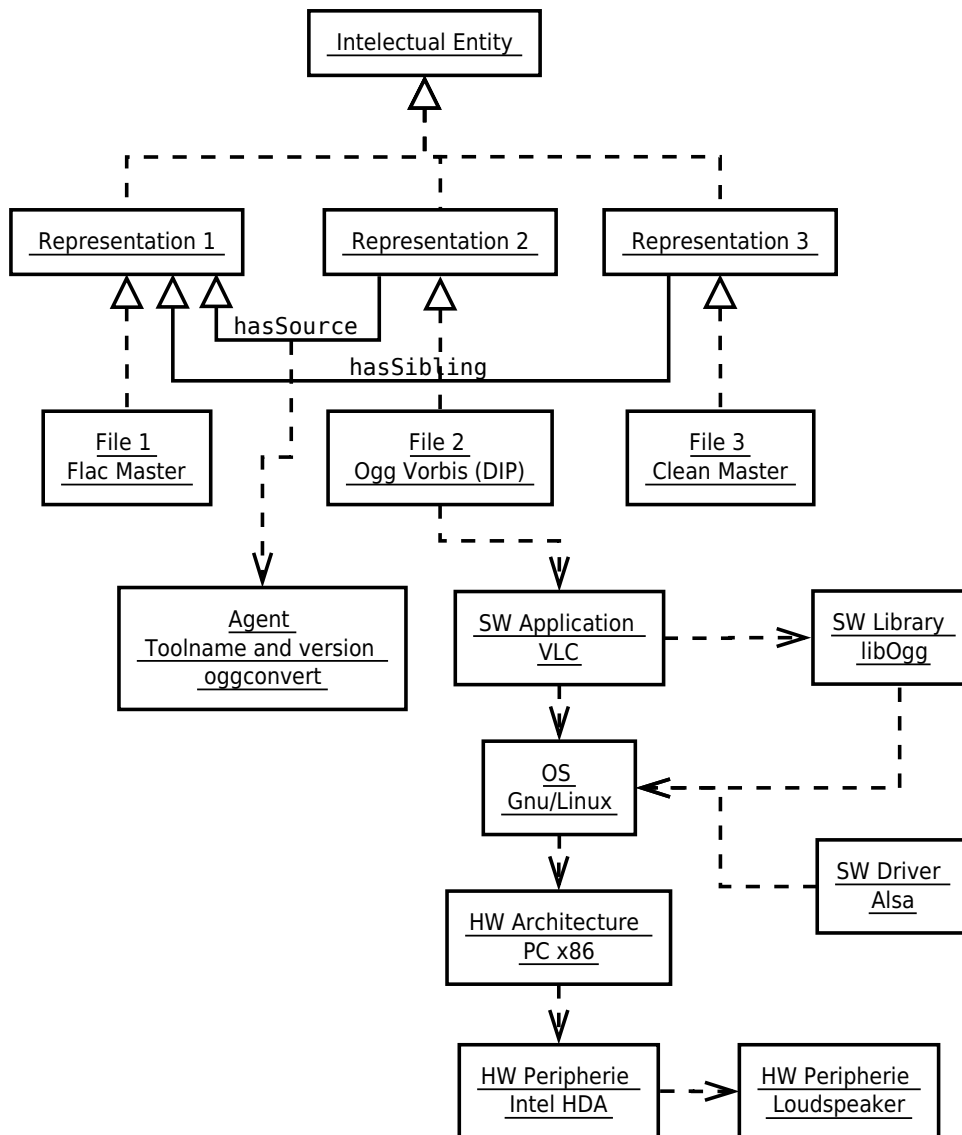 Intelectual Entity
Representation 1
Representation 2
Representation 3
hasSource
hasSibling
File 1
Flac Master
File 2
Ogg Vorbis (DIP)
File 3
Clean Master
Agent
Toolname and version
oggconvert
SW Application
VLC
SW Library
libOgg
OS
Gnu/Linux
SW Driver
Alsa
HW Architecture
PC x86
HW Peripherie
Intel HDA
HW Peripherie
Loudspeaker